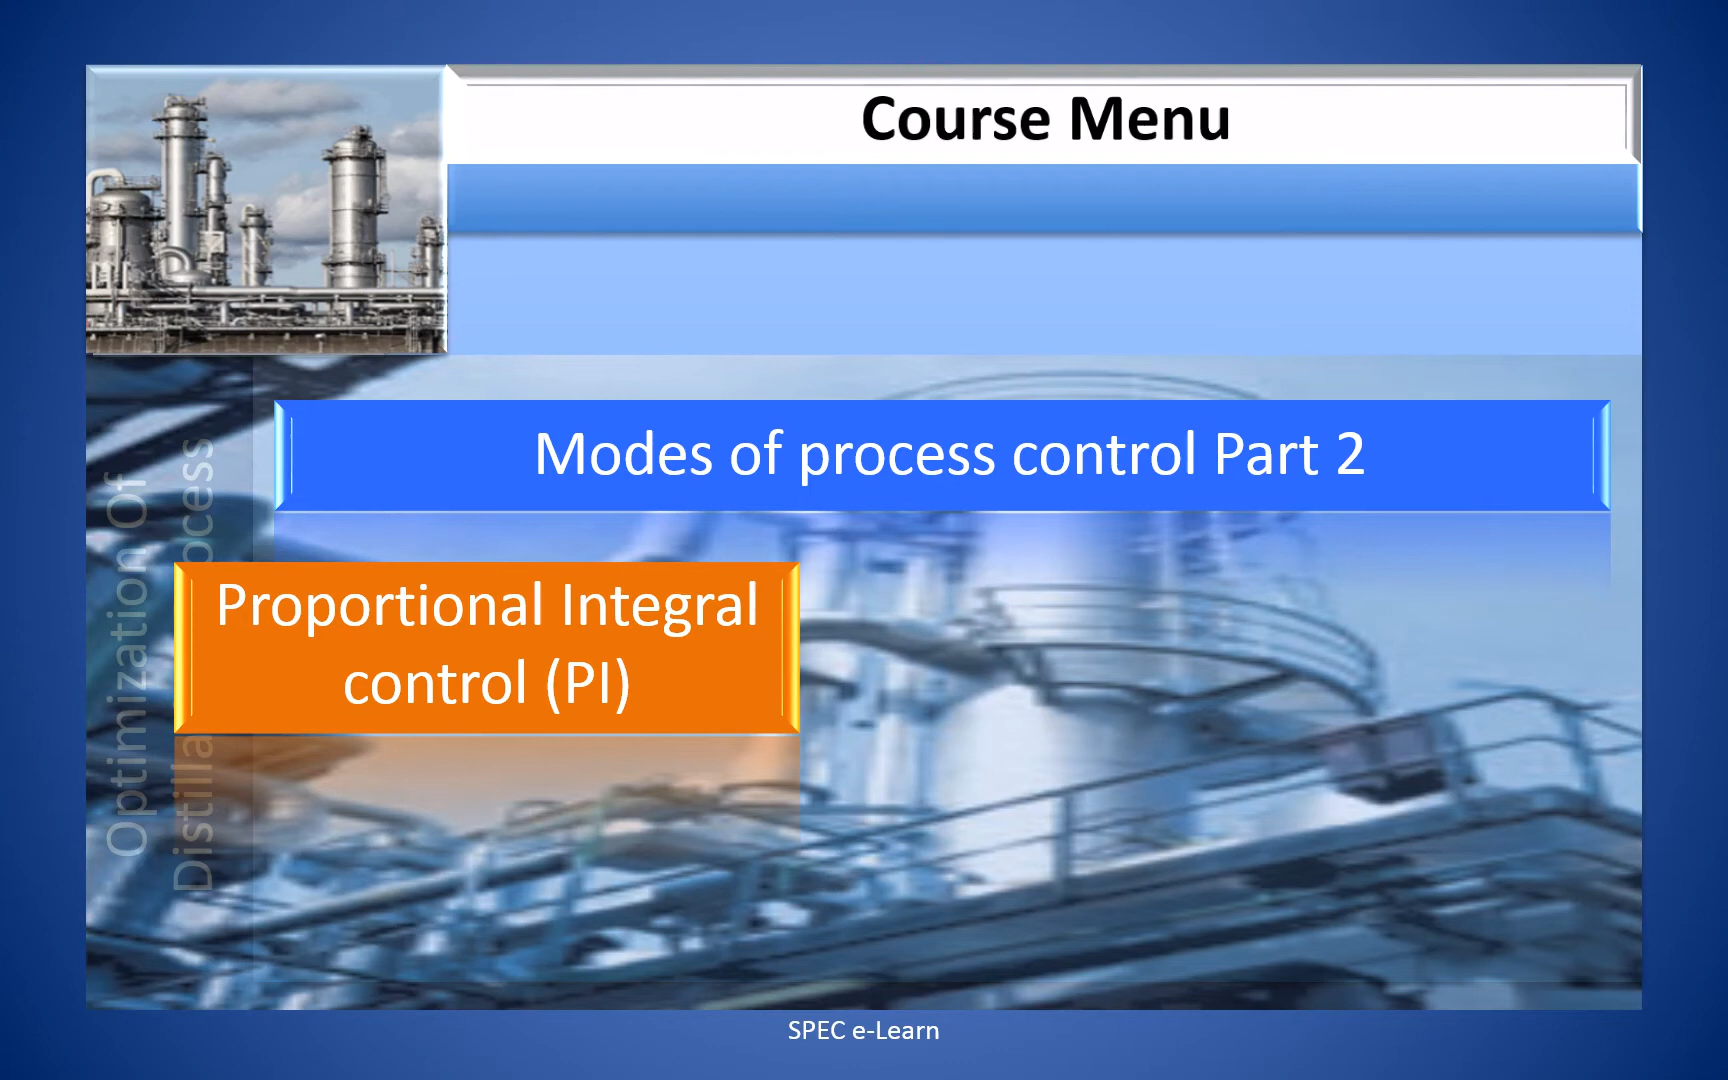 Course Menu
Modes of process control Part 2
Proportional Integral
control (PI)
Optimization Of
SPEC e-Learn